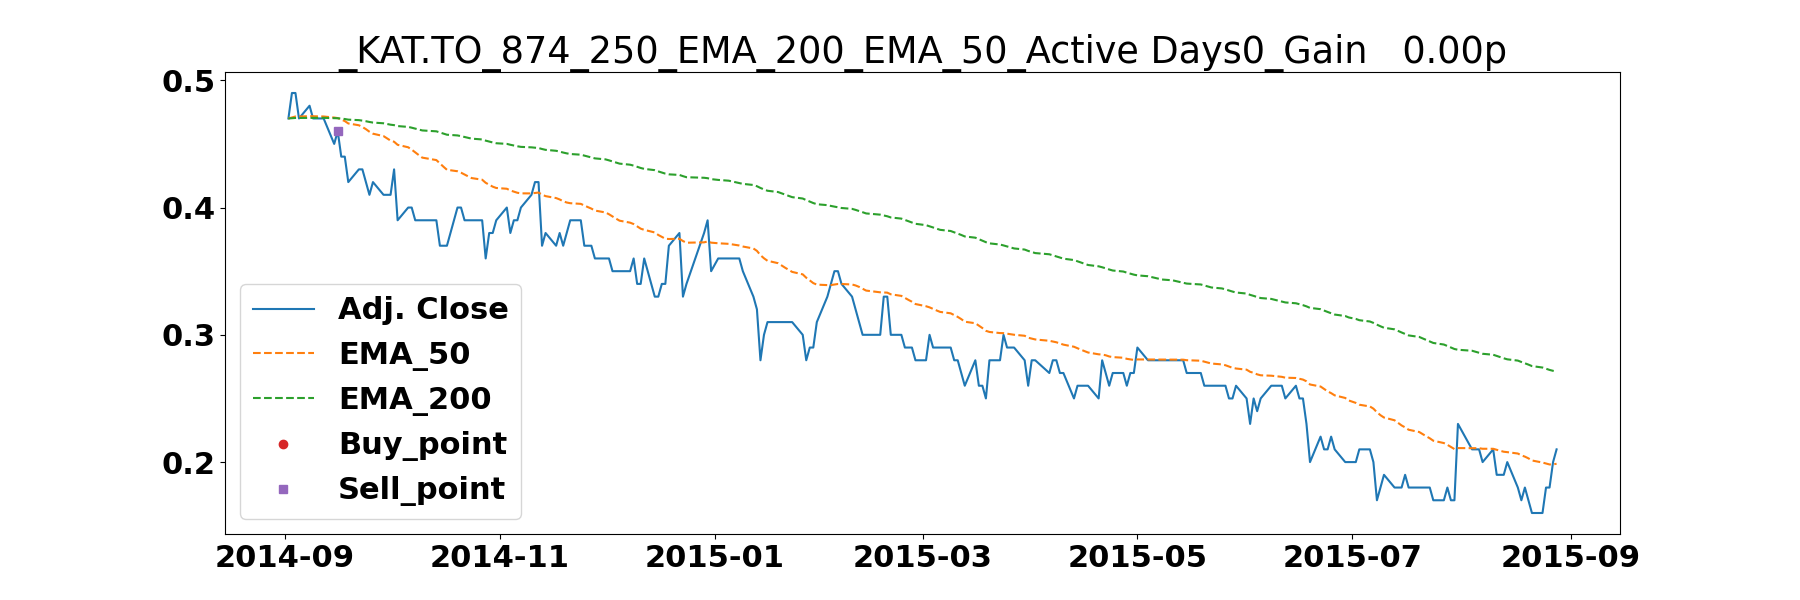 _KAT.TO_874_250_EMA_200_EMA_50_Active Days0_Gain   0.00p
0.5
0.4
0.3
0.2
Adj. Close
EMA_50
EMA_200
Buy_point
Sell_point
2014-09 2014-11 2015-01 2015-03 2015-05 2015-07 2015-09